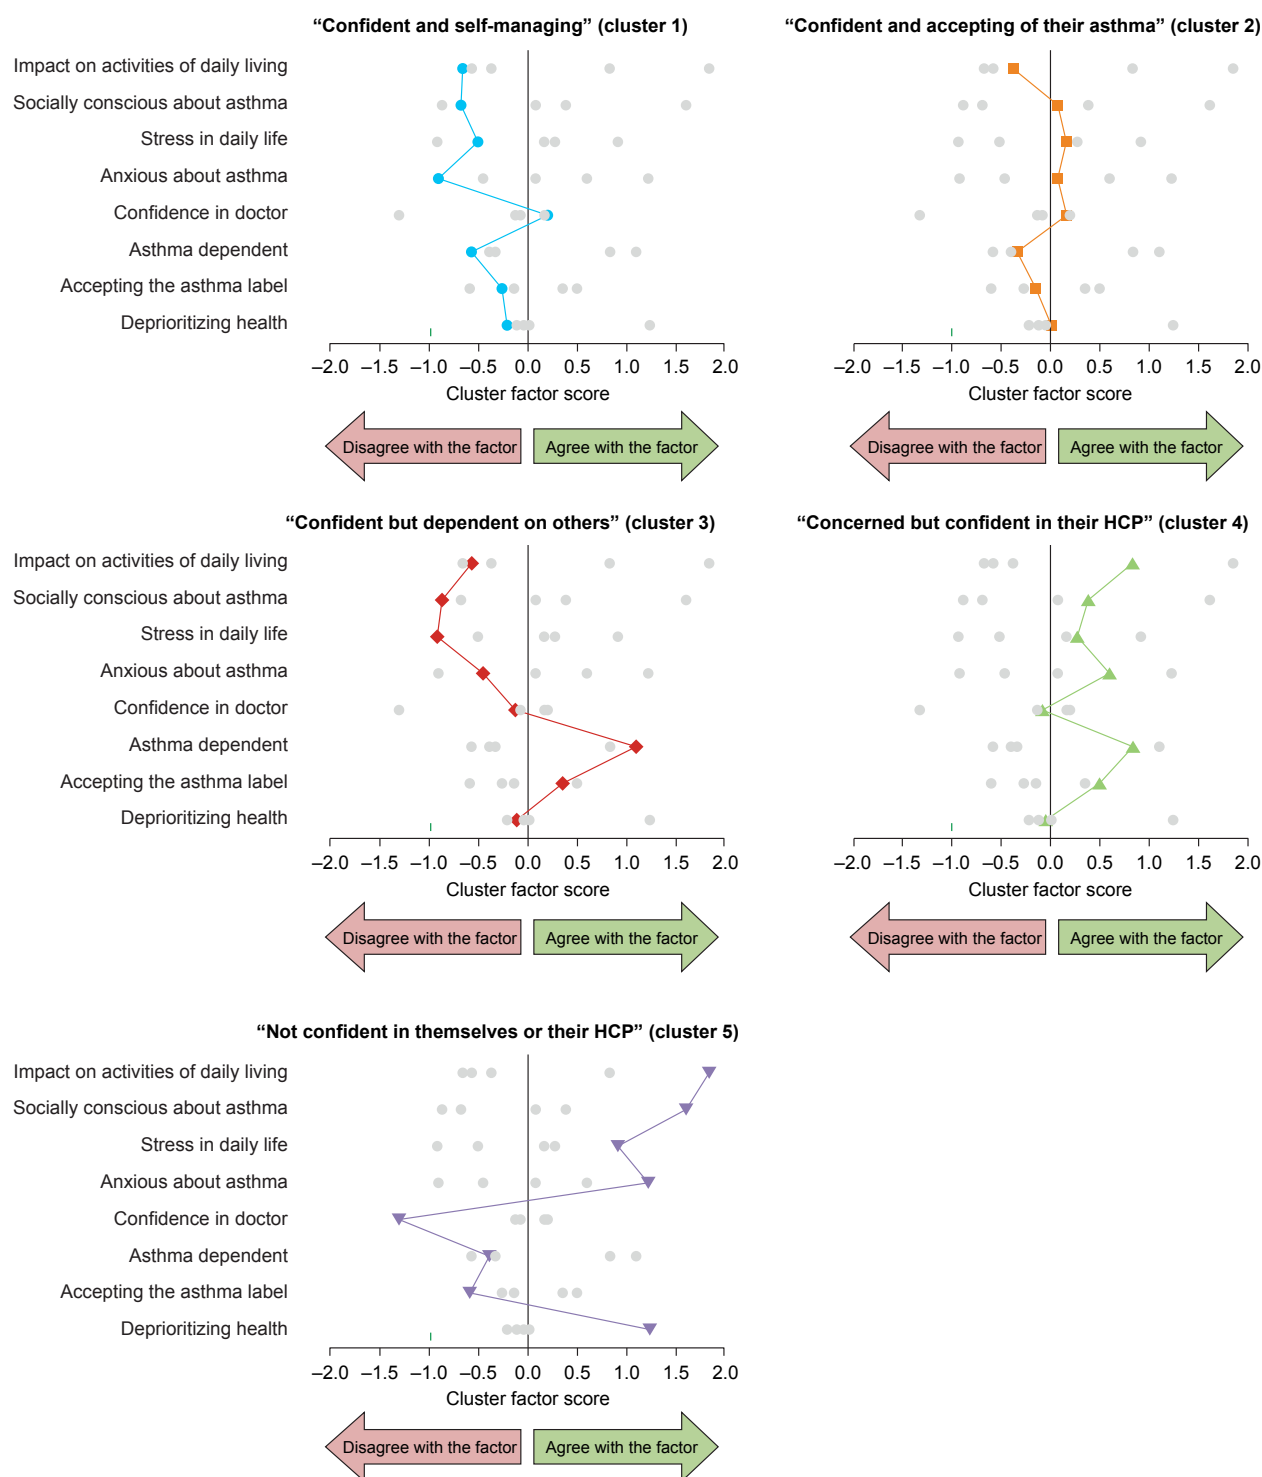 “Confident and self-managing” (cluster 1)
“Confident and accepting of their asthma” (cluster 2)
Impact on activities of daily living
Socially conscious about asthma
Stress in daily life
Anxious about asthma
Confidence in doctor
Asthma dependent
Accepting the asthma label
Deprioritizing health
–2.0 –1.5 –1.0 –0.5 0.0 0.5 1.0 1.5 2.0
–2.0 –1.5 –1.0 –0.5 0.0 0.5 1.0 1.5 2.0
Cluster factor score
Cluster factor score
Disagree with the factor
Agree with the factor
Disagree with the factor
Agree with the factor
“Confident but dependent on others” (cluster 3)
“Concerned but confident in their HCP” (cluster 4)
Impact on activities of daily living
Socially conscious about asthma
Stress in daily life
Anxious about asthma
Confidence in doctor
Asthma dependent
Accepting the asthma label
Deprioritizing health
–2.0 –1.5 –1.0 –0.5 0.0 0.5 1.0 1.5 2.0
–2.0 –1.5 –1.0 –0.5 0.0 0.5 1.0 1.5 2.0
Cluster factor score
Cluster factor score
Disagree with the factor
Agree with the factor
Disagree with the factor
Agree with the factor
“Not confident in themselves or their HCP” (cluster 5)
Impact on activities of daily living
Socially conscious about asthma
Stress in daily life
Anxious about asthma
Confidence in doctor
Asthma dependent
Accepting the asthma label
Deprioritizing health
–2.0 –1.5 –1.0 –0.5 0.0 0.5 1.0 1.5 2.0
Cluster factor score
Disagree with the factor
Agree with the factor